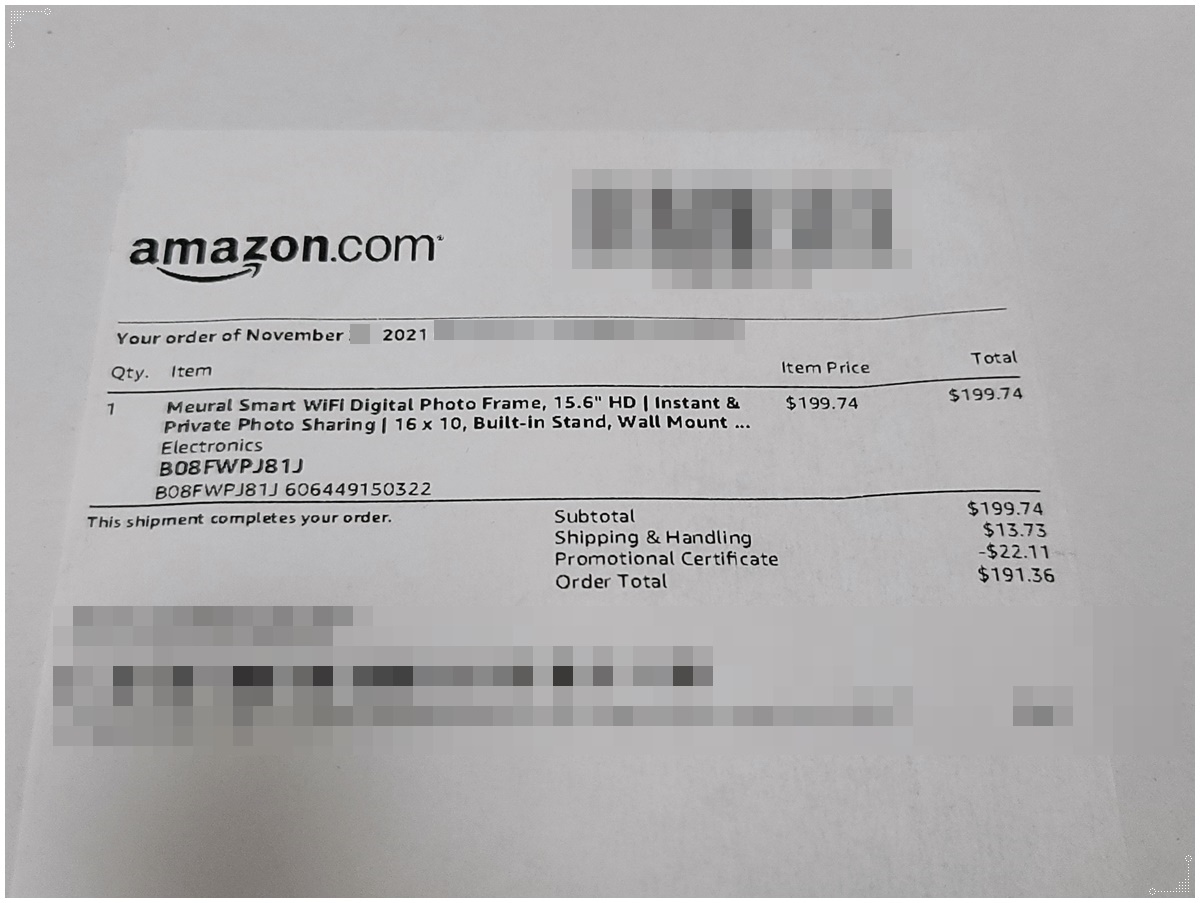 amazon.com
Your order of November 2021
Qty. Item Item Price Total
1 Meural Smart WiFi Digital Photo Frame, 15.6" HD | Instant & $199.74 $199.74
Private Photo Sharing | 16 x 10, Built-in Stand, Wall Mount ...
Electronics
B08FWPJ81J
B08FWPJ81J 606449150322
This shipment completes your order.
Subtotal $199.74
Shipping & Handling $13.73
Promotional Certificate -$22.11
Order Total $191.36